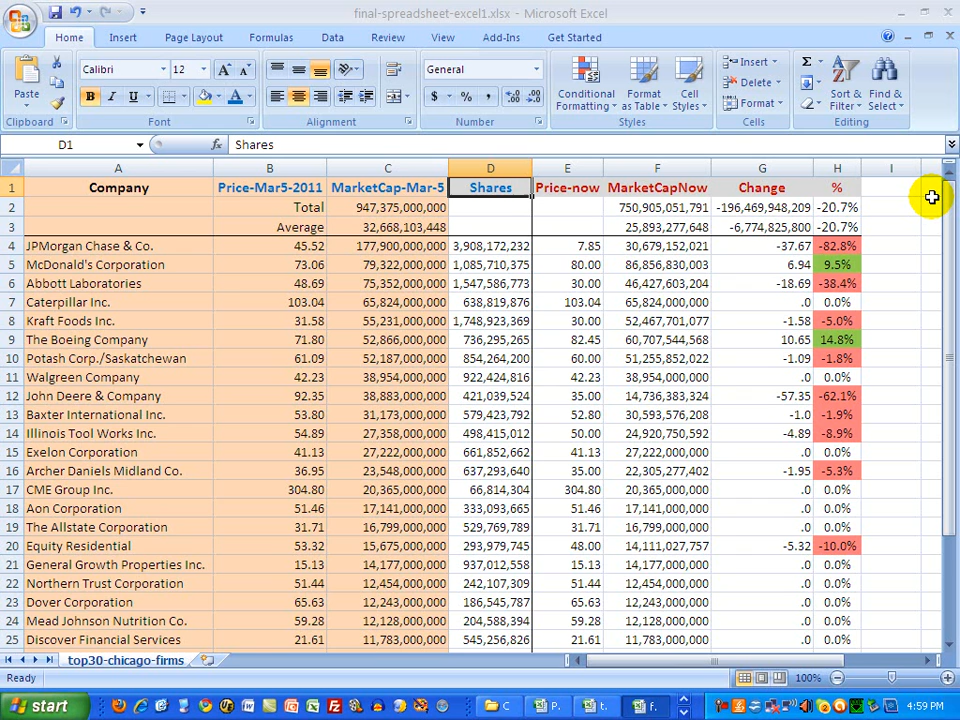 final-spreadsheet-excel1.xlsx - Microsoft Excel
Home Insert Page Layout Formulas Data Review View Add-Ins Get Started
Calibri 12 A A General Insert Σ
Paste Delete
B I U A $ % , Conditional Formatting Format as Table Cell Styles Format Sort & Filter Find & Select
Clipboard Font Alignment Number Styles Cells Editing
D1 fx Shares
A B C D E F G H I
1 Company Price-Mar5-2011 MarketCap-Mar-5 Shares Price-now MarketCapNow Change %
2 Total 947,375,000,000 750,905,051,791 -196,469,948,209 -20.7%
3 Average 32,668,103,448 25,893,277,648 -6,774,825,800 -20.7%
4 JPMorgan Chase & Co. 45.52 177,900,000,000 3,908,172,232 7.85 30,679,152,021 -37.67 -82.8%
5 McDonald's Corporation 73.06 79,322,000,000 1,085,710,375 80.00 86,856,830,003 6.94 9.5%
6 Abbott Laboratories 48.69 75,352,000,000 1,547,586,773 30.00 46,427,603,204 -18.69 -38.4%
7 Caterpillar Inc. 103.04 65,824,000,000 638,819,876 103.04 65,824,000,000 .0 0.0%
8 Kraft Foods Inc. 31.58 55,231,000,000 1,748,923,369 30.00 52,467,701,077 -1.58 -5.0%
9 The Boeing Company 71.80 52,866,000,000 736,295,265 82.45 60,707,544,568 10.65 14.8%
10 Potash Corp./Saskatchewan 61.09 52,187,000,000 854,264,200 60.00 51,255,852,022 -1.09 -1.8%
11 Walgreen Company 42.23 38,954,000,000 922,424,816 42.23 38,954,000,000 .0 0.0%
12 John Deere & Company 92.35 38,883,000,000 421,039,524 35.00 14,736,383,324 -57.35 -62.1%
13 Baxter International Inc. 53.80 31,173,000,000 579,423,792 52.80 30,593,576,208 -1.0 -1.9%
14 Illinois Tool Works Inc. 54.89 27,358,000,000 498,415,012 50.00 24,920,750,592 -4.89 -8.9%
15 Exelon Corporation 41.13 27,222,000,000 661,852,662 41.13 27,222,000,000 .0 0.0%
16 Archer Daniels Midland Co. 36.95 23,548,000,000 637,293,640 35.00 22,305,277,402 -1.95 -5.3%
17 CME Group Inc. 304.80 20,365,000,000 66,814,304 304.80 20,365,000,000 .0 0.0%
18 Aon Corporation 51.46 17,141,000,000 333,093,665 51.46 17,141,000,000 .0 0.0%
19 The Allstate Corporation 31.71 16,799,000,000 529,769,789 31.71 16,799,000,000 .0 0.0%
20 Equity Residential 53.32 15,675,000,000 293,979,745 48.00 14,111,027,757 -5.32 -10.0%
21 General Growth Properties Inc. 15.13 14,177,000,000 937,012,558 15.13 14,177,000,000 .0 0.0%
22 Northern Trust Corporation 51.44 12,454,000,000 242,107,309 51.44 12,454,000,000 .0 0.0%
23 Dover Corporation 65.63 12,243,000,000 186,545,787 65.63 12,243,000,000 .0 0.0%
24 Mead Johnson Nutrition Co. 59.28 12,128,000,000 204,588,394 59.28 12,128,000,000 .0 0.0%
25 Discover Financial Services 21.61 11,783,000,000 545,256,826 21.61 11,783,000,000 .0 0.0%
top30-chicago-firms
Ready 100%
start C P. t. f. 4:59 PM